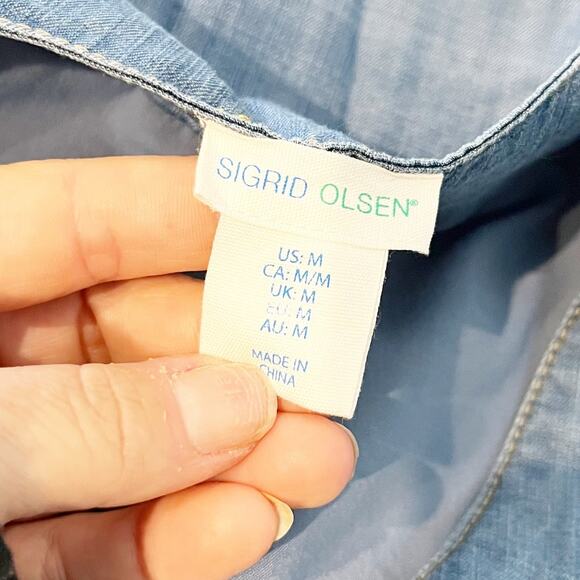 SIGRID OLSEN®
US: M
CA: M/M
UK: M
EU: M
AU: M
MADE IN
CHINA